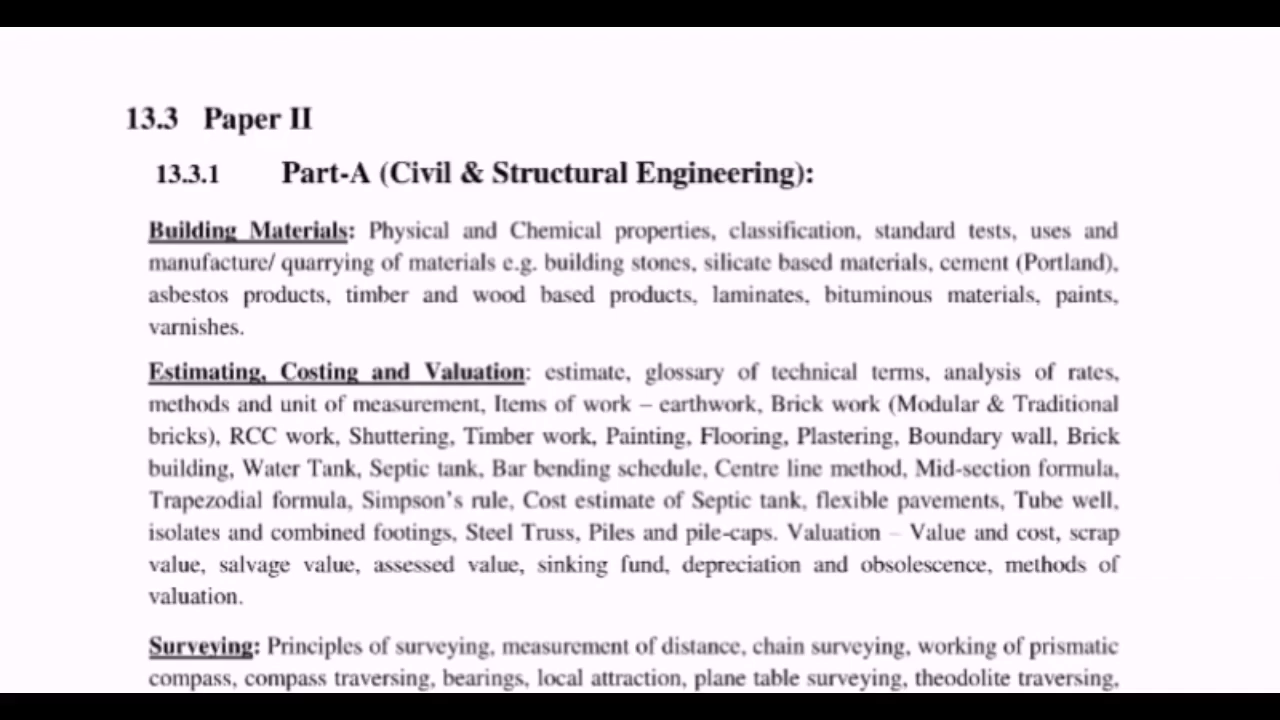 13.3 Paper II
13.3.1 Part-A (Civil & Structural Engineering):
Building Materials: Physical and Chemical properties, classification, standard tests, uses and
manufacture/ quarrying of materials e.g. building stones, silicate based materials, cement (Portland),
asbestos products, timber and wood based products, laminates, bituminous materials, paints,
varnishes.
Estimating, Costing and Valuation: estimate, glossary of technical terms, analysis of rates,
methods and unit of measurement, Items of work – earthwork, Brick work (Modular & Traditional
bricks), RCC work, Shuttering, Timber work, Painting, Flooring, Plastering, Boundary wall, Brick
building, Water Tank, Septic tank, Bar bending schedule, Centre line method, Mid-section formula,
Trapezodial formula, Simpson's rule, Cost estimate of Septic tank, flexible pavements, Tube well,
isolates and combined footings, Steel Truss, Piles and pile-caps. Valuation – Value and cost, scrap
value, salvage value, assessed value, sinking fund, depreciation and obsolescence, methods of
valuation.
Surveying: Principles of surveying, measurement of distance, chain surveying, working of prismatic
compass, compass traversing, bearings, local attraction, plane table surveying, theodolite traversing,